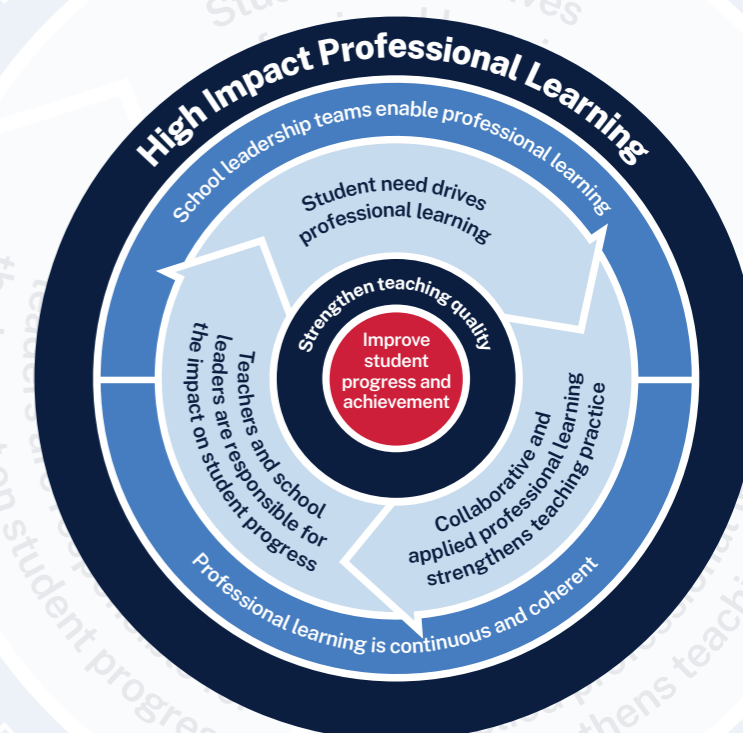 High Impact Professional Learning
School leadership teams enable professional learning
Student need drives
professional learning
Strengthen teaching quality
Improve
student
progress and
achievement
Collaborative and
applied professional learning
strengthens teaching practice
Teachers and school
leaders are responsible for
the impact on student progress
Professional learning is continuous and coherent